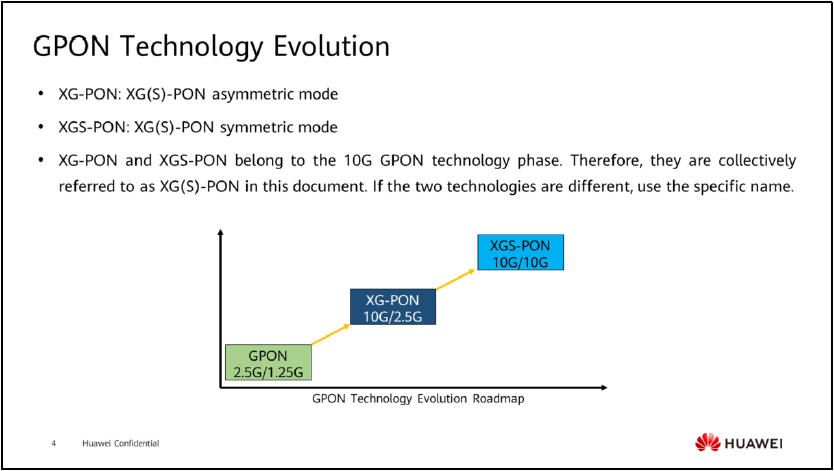 GPON Technology Evolution
• XG-PON: XG(S)-PON asymmetric mode
• XGS-PON: XG(S)-PON symmetric mode
• XG-PON and XGS-PON belong to the 10G GPON technology phase. Therefore, they are collectively
referred to as XG(S)-PON in this document. If the two technologies are different, use the specific name.
XGS-PON
10G/10G
XG-PON
10G/2.5G
GPON
2.5G/1.25G
GPON Technology Evolution Roadmap
4 Huawei Confidential
HUAWEI